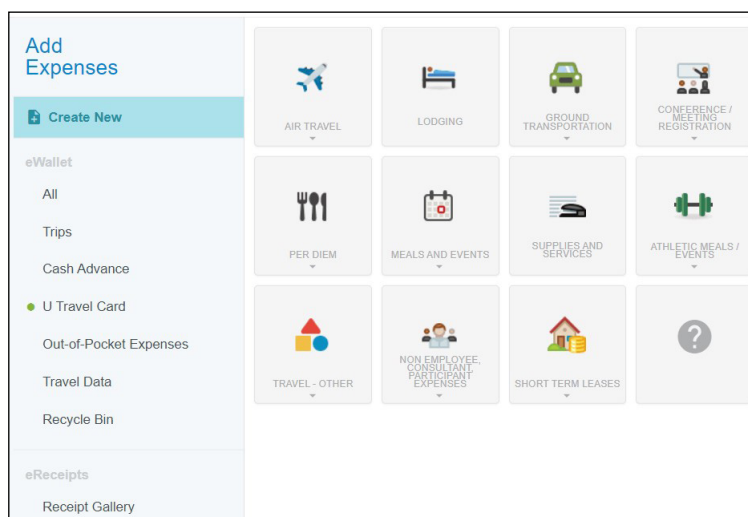 Add
Expenses
Create New
eWallet
All
Trips
Cash Advance
U Travel Card
Out-of-Pocket Expenses
Travel Data
Recycle Bin
eReceipts
Receipt Gallery
AIR TRAVEL
LODGING
GROUND
TRANSPORTATION
CONFERENCE /
MEETING
REGISTRATION
PER DIEM
MEALS AND EVENTS
SUPPLIES AND
SERVICES
ATHLETIC MEALS /
EVENTS
TRAVEL - OTHER
NON EMPLOYEE,
CONSULTANT,
PARTICIPANT
EXPENSES
SHORT TERM LEASES
?